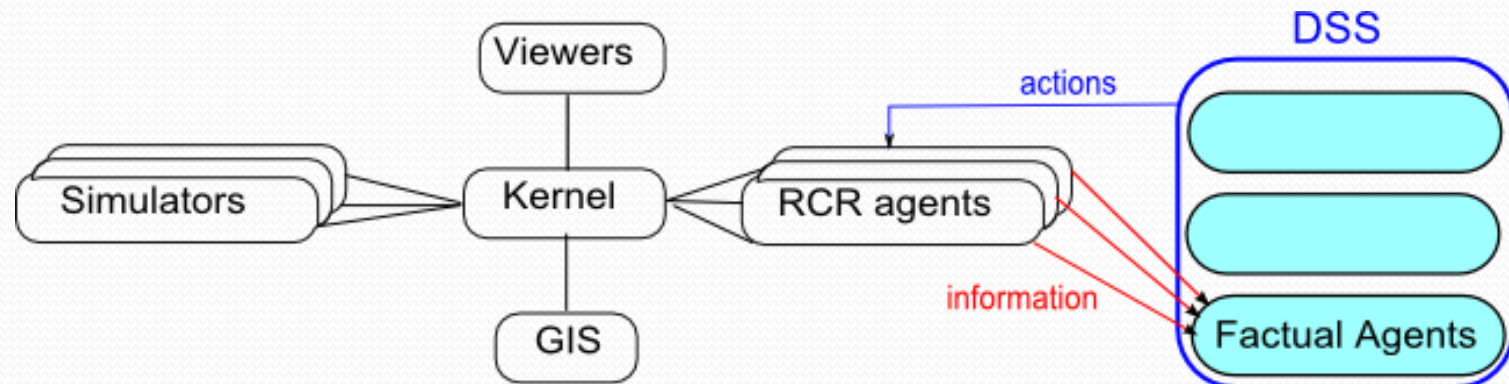 DSS
Viewers
actions
Simulators
Kernel
RCR agents
information
GIS
Factual Agents